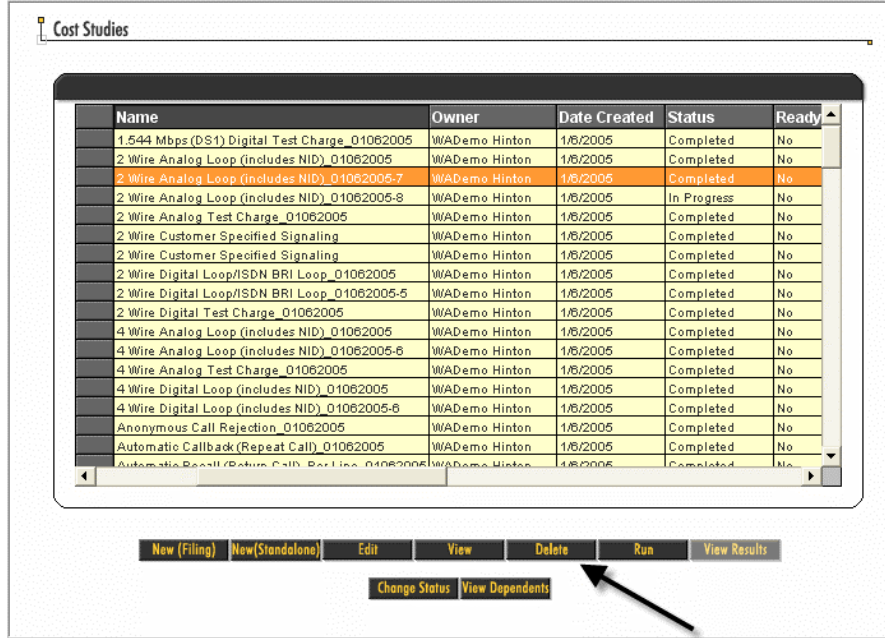 Cost Studies
Name Owner Date Created Status Ready
1.544 Mbps (DS1) Digital Test Charge_01062005 WADemo Hinton 1/6/2005 Completed No
2 Wire Analog Loop (includes NID)_01062005 WADemo Hinton 1/6/2005 Completed No
2 Wire Analog Loop (includes NID)_01062005-7 WADemo Hinton 1/6/2005 Completed No
2 Wire Analog Loop (includes NID)_01062005-8 WADemo Hinton 1/6/2005 In Progress No
2 Wire Analog Test Charge_01062005 WADemo Hinton 1/6/2005 Completed No
2 Wire Customer Specified Signaling WADemo Hinton 1/6/2005 Completed No
2 Wire Customer Specified Signaling WADemo Hinton 1/6/2005 Completed No
2 Wire Digital Loop/ISDN BRI Loop_01062005 WADemo Hinton 1/6/2005 Completed No
2 Wire Digital Loop/ISDN BRI Loop_01062005-5 WADemo Hinton 1/6/2005 Completed No
2 Wire Digital Test Charge_01062005 WADemo Hinton 1/6/2005 Completed No
4 Wire Analog Loop (includes NID)_01062005 WADemo Hinton 1/6/2005 Completed No
4 Wire Analog Loop (includes NID)_01062005-6 WADemo Hinton 1/6/2005 Completed No
4 Wire Analog Test Charge_01062005 WADemo Hinton 1/6/2005 Completed No
4 Wire Digital Loop (includes NID)_01062005 WADemo Hinton 1/6/2005 Completed No
4 Wire Digital Loop (includes NID)_01062005-6 WADemo Hinton 1/6/2005 Completed No
Anonymous Call Rejection_01062005 WADemo Hinton 1/6/2005 Completed No
Automatic Callback (Repeat Call)_01062005 WADemo Hinton 1/6/2005 Completed No
Automatic Recall (Return Call)_Per Line_01062005 WADemo Hinton 1/6/2005 Completed No
New (Filing) New(Standalone) Edit View Delete Run View Results
Change Status View Dependents